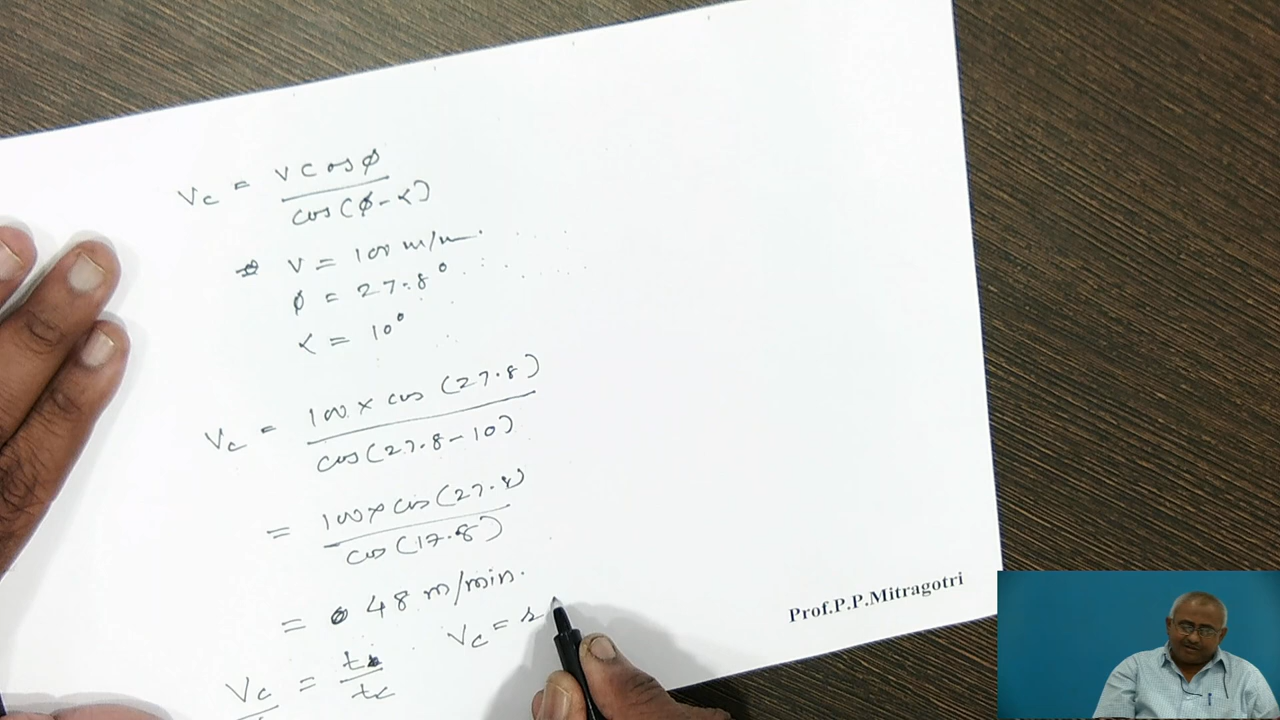 Vc = V cos φ / cos(φ - α)
V = 100 m/m.
φ = 27.8°
α = 10°
Vc = 100 × cos (27.8) / cos(27.8 - 10)
= 100 × cos(27.8) / cos(17.8)
= 48 m/min.
Vc = r
Vc / = t / tc
Prof.P.P.Mitragotri